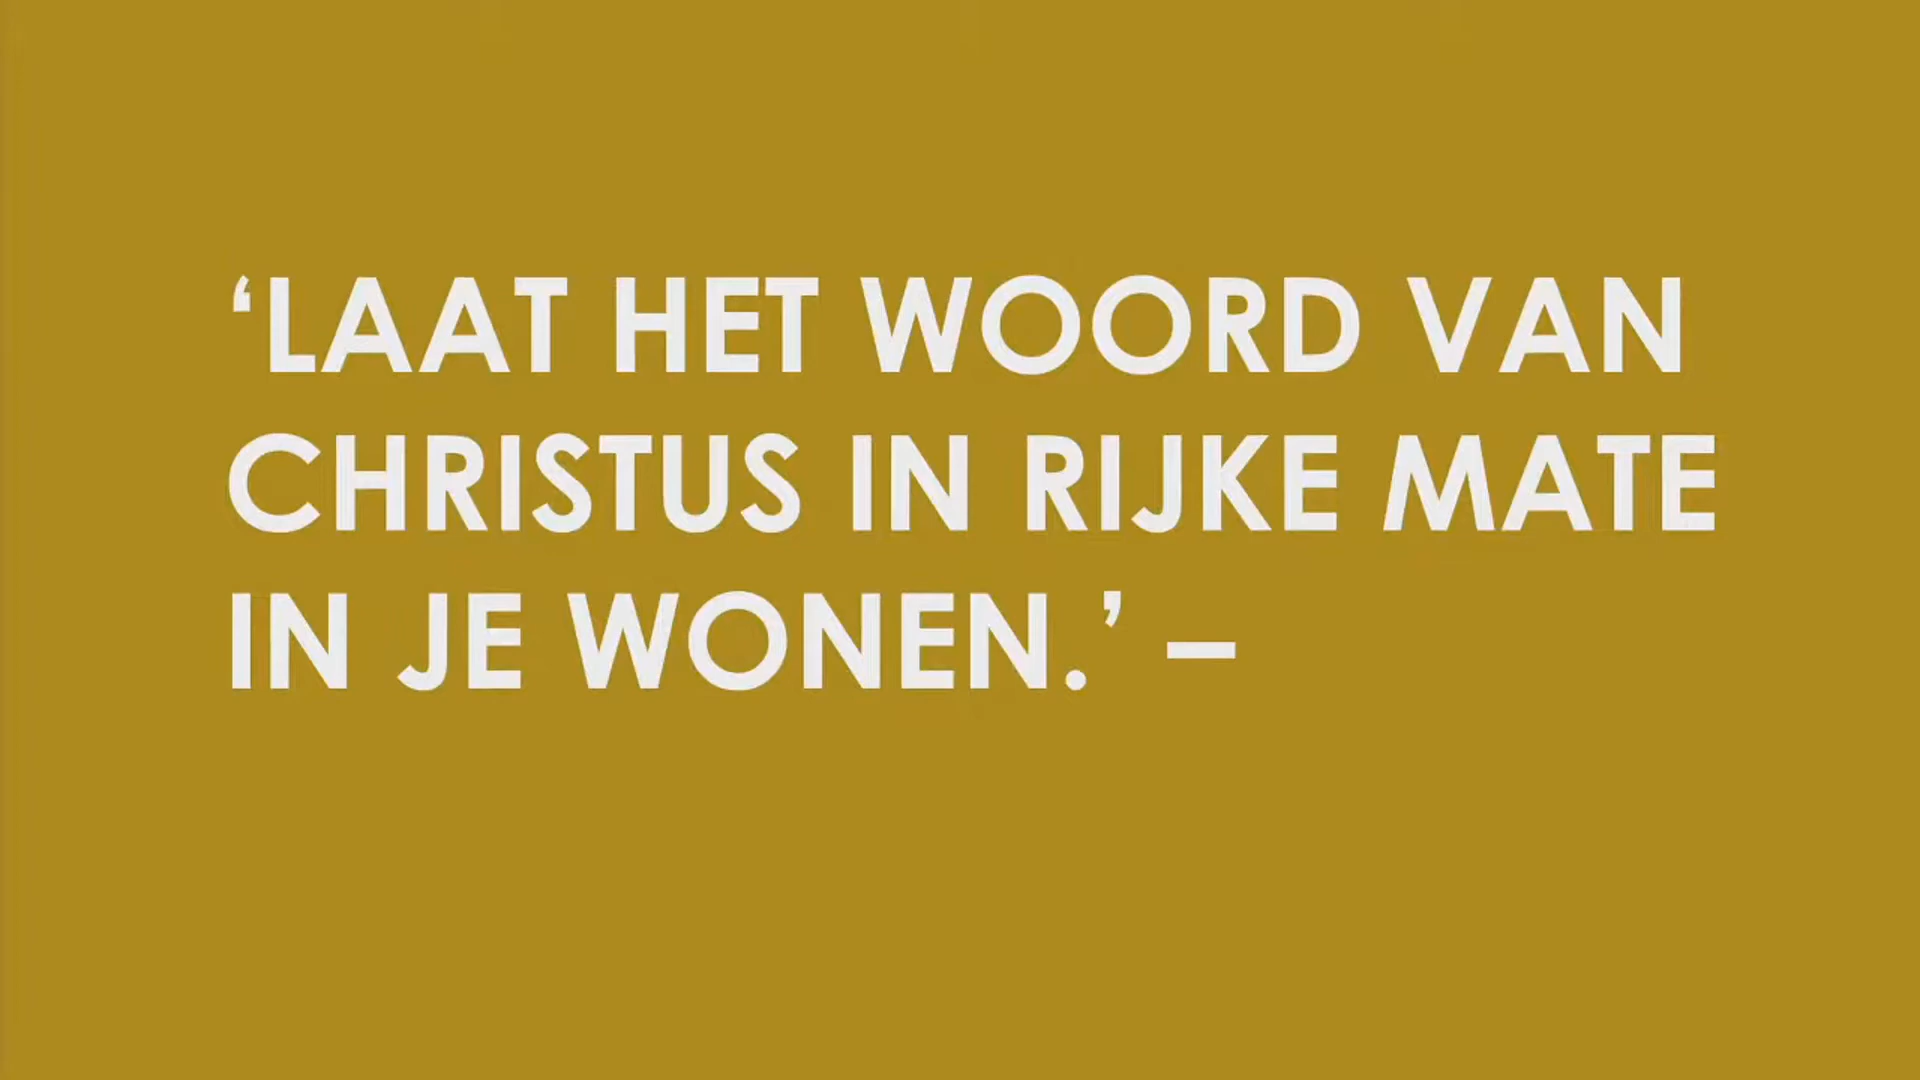 ‘LAAT HET WOORD VAN
CHRISTUS IN RIJKE MATE
IN JE WONEN.’ –